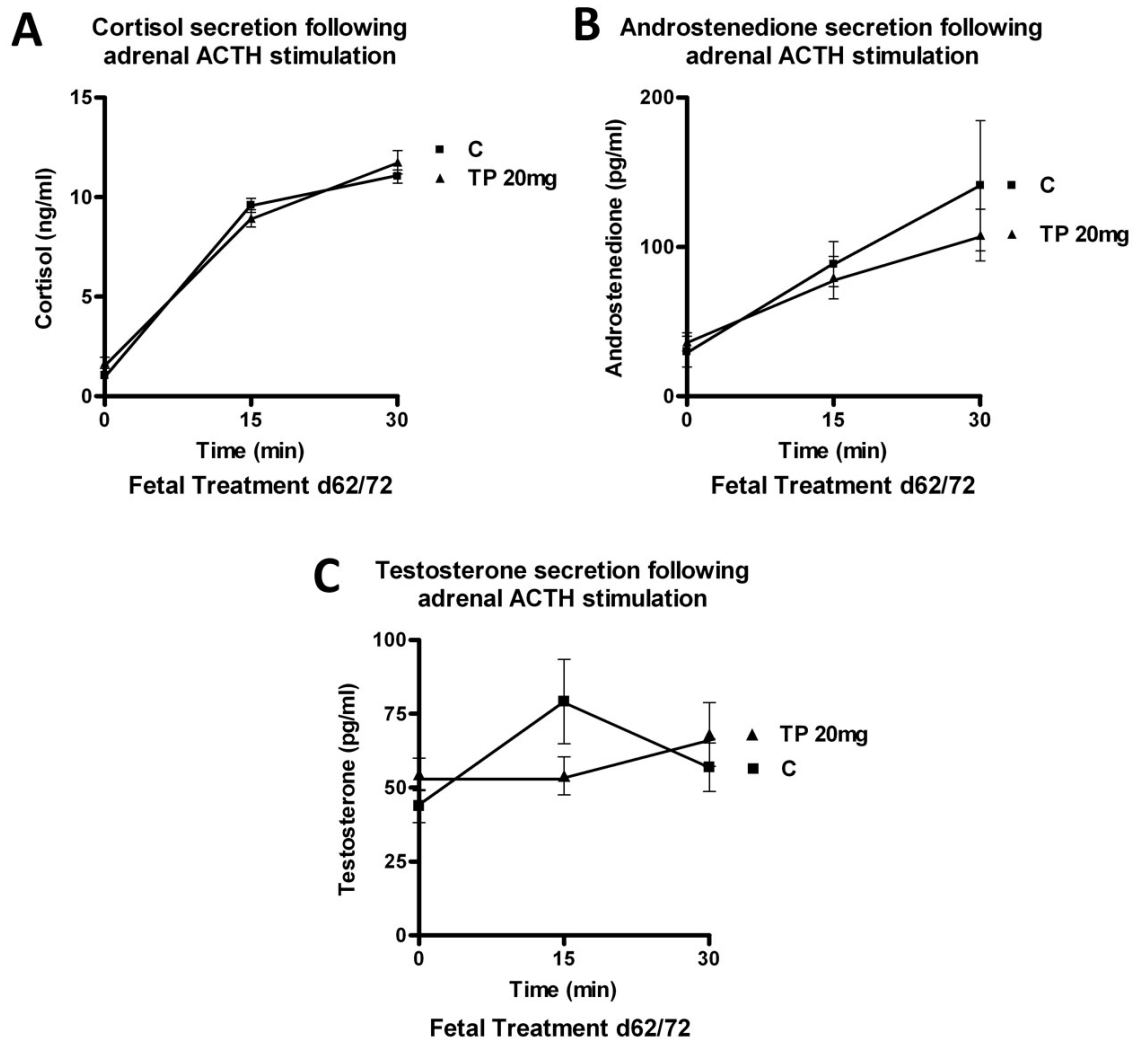 A
Cortisol secretion following
adrenal ACTH stimulation
15
10
5
0
Cortisol (ng/ml)
0 15 30
Time (min)
Fetal Treatment d62/72
C
TP 20mg
B
Androstenedione secretion following
adrenal ACTH stimulation
200
100
0
Androstenedione (pg/ml)
0 15 30
Time (min)
Fetal Treatment d62/72
C
TP 20mg
C
Testosterone secretion following
adrenal ACTH stimulation
100
75
50
25
0
Testosterone (pg/ml)
0 15 30
Time (min)
Fetal Treatment d62/72
TP 20mg
C